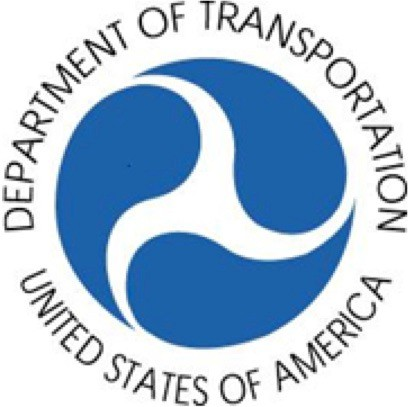 DEPARTMENT OF TRANSPORTATION
UNITED STATES OF AMERICA